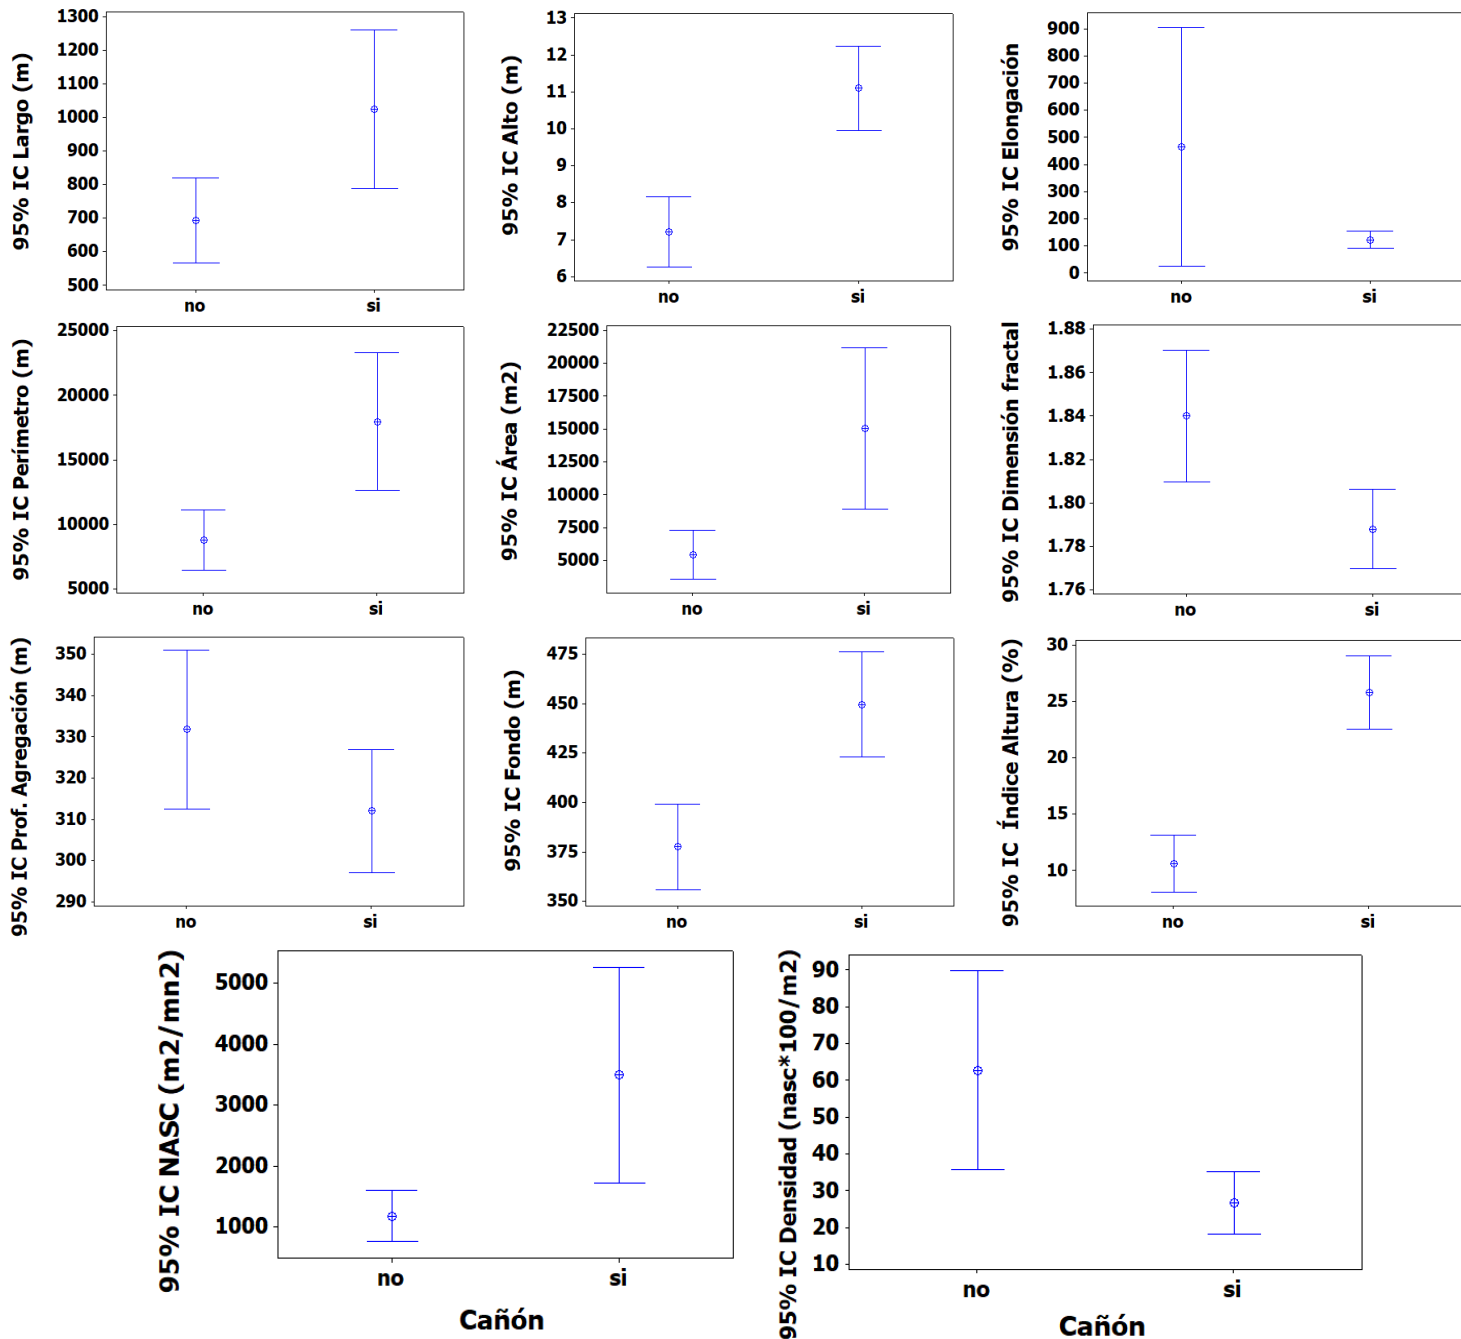 95% IC Largo (m)
1300
1200
1100
1000
900
800
700
600
500
no
si
95% IC Alto (m)
13
12
11
10
9
8
7
6
no
si
95% IC Elongación
900
800
700
600
500
400
300
200
100
0
no
si
95% IC Perímetro (m)
25000
20000
15000
10000
5000
no
si
95% IC Área (m2)
22500
20000
17500
15000
12500
10000
7500
5000
no
si
95% IC Dimensión fractal
1.88
1.86
1.84
1.82
1.80
1.78
1.76
no
si
95% IC Prof. Agregación (m)
350
340
330
320
310
300
290
no
si
95% IC Fondo (m)
475
450
425
400
375
350
no
si
95% IC Índice Altura (%)
30
25
20
15
10
no
si
95% IC NASC (m2/mn2)
5000
4000
3000
2000
1000
no
si
Cañón
95% IC Densidad (nasc*100/m2)
90
80
70
60
50
40
30
20
10
no
si
Cañón